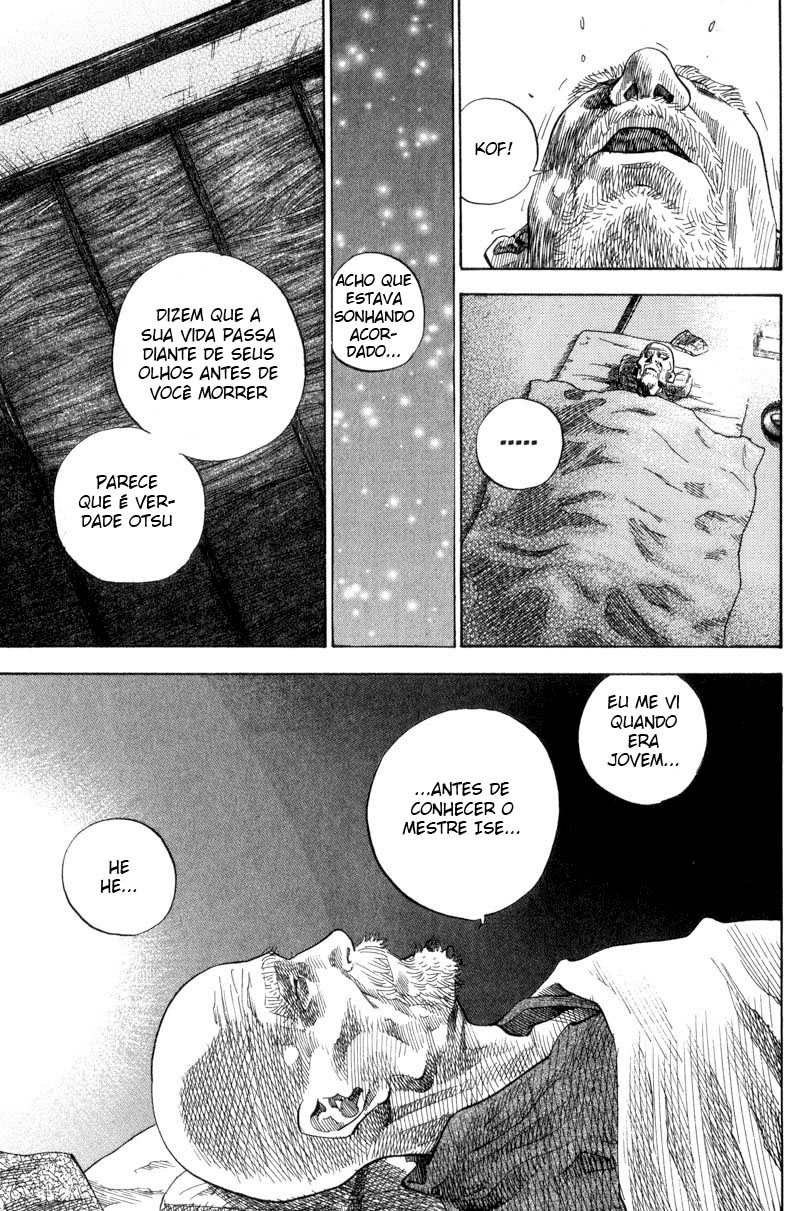 KOF!
.....
ACHO QUE
ESTAVA
SONHANDO
ACOR-
DADO...
DIZEM QUE A
SUA VIDA PASSA
DIANTE DE SEUS
OLHOS ANTES DE
VOCÊ MORRER
PARECE
QUE É VER-
DADE OTSU
EU ME VI
QUANDO
ERA
JOVEM...
...ANTES DE
CONHECER O
MESTRE ISE...
HE
HE...